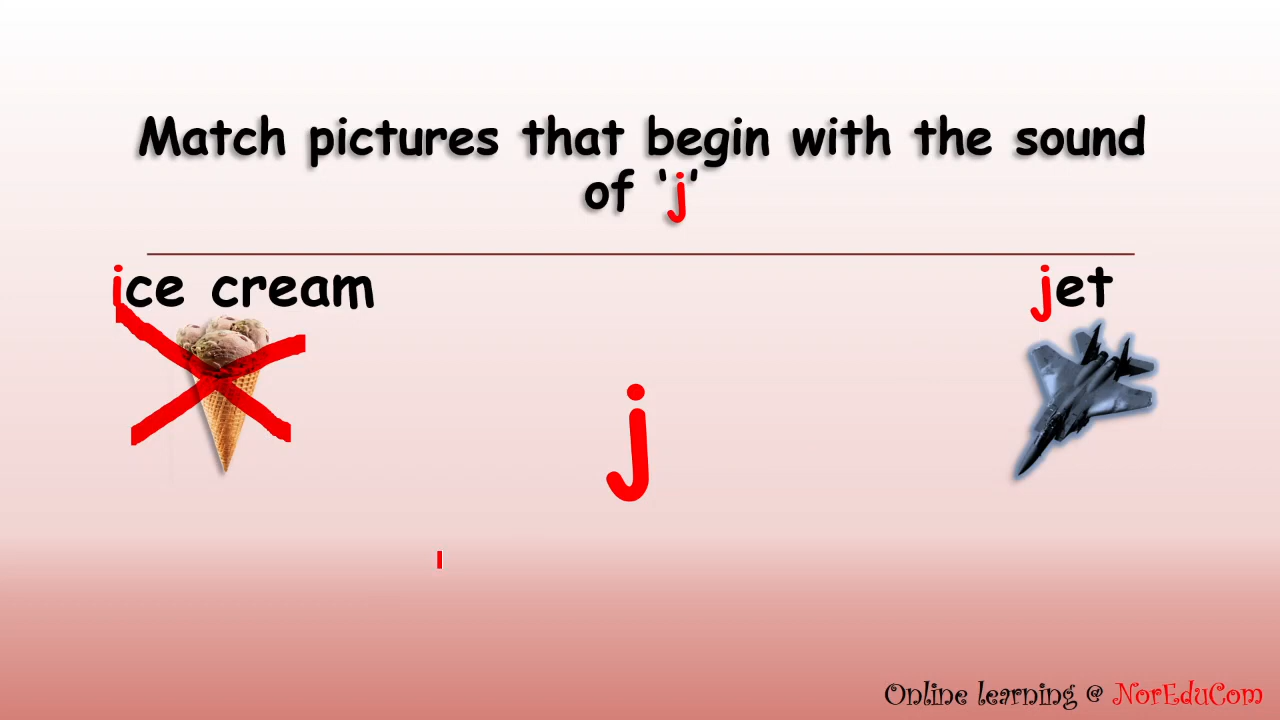 Match pictures that begin with the sound
of ‘j’
ice cream
jet
j
Online learning @ NorEduCom